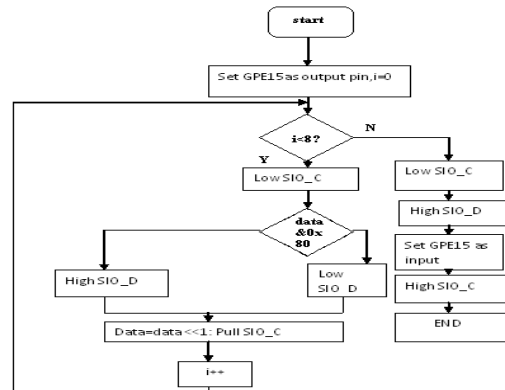 start
Set GPE15as output pin,i=0
i<8?
N
Y
Low SIO_C
Low SIO_C
High SIO_D
data
&0x
80
Set GPE15 as
input
High SIO_D
Low
SIO_D
High SIO_C
Data=data<<1: Pull SIO_C
END
i++